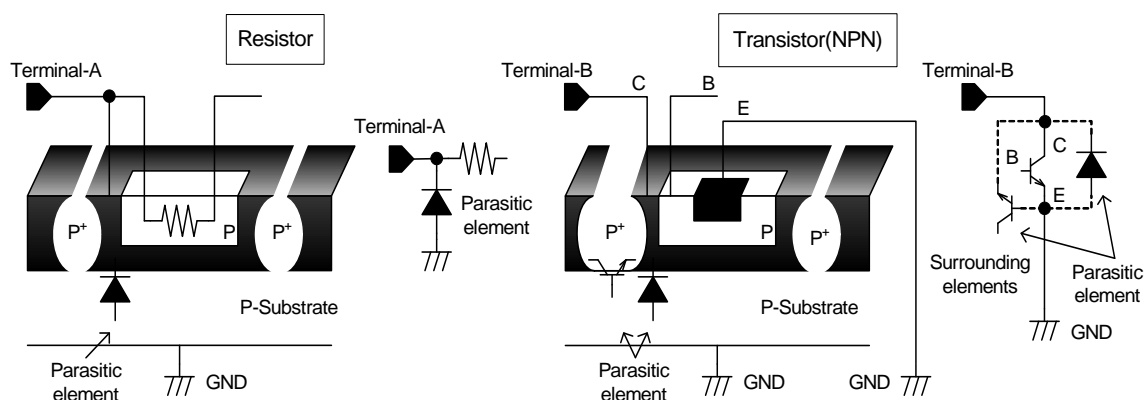 Resistor
Terminal-A
P+
P
P+
P-Substrate
Parasitic
element
GND
Terminal-A
Parasitic
element
Transistor(NPN)
Terminal-B
C
B
E
P+
P
P+
P-Substrate
Parasitic
element
GND
GND
Terminal-B
C
B
E
Surrounding
elements
Parasitic
element
GND